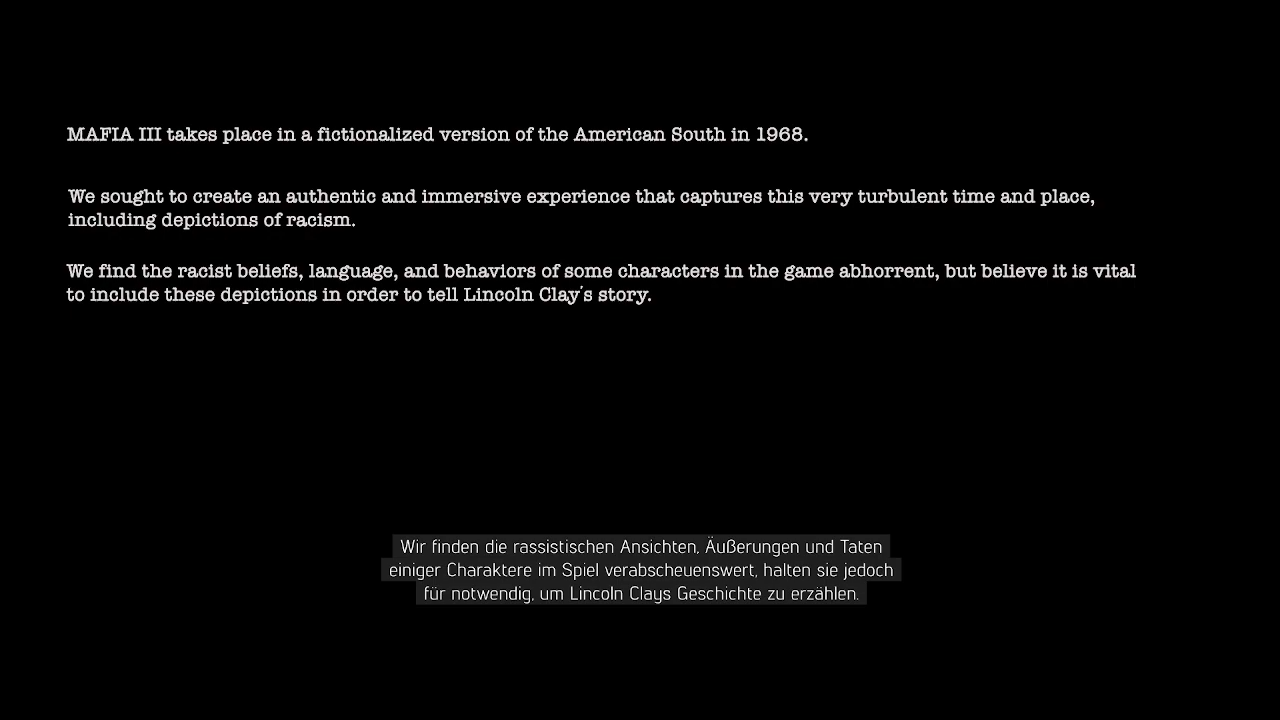 MAFIA III takes place in a fictionalized version of the American South in 1968.
We sought to create an authentic and immersive experience that captures this very turbulent time and place,
including depictions of racism.
We find the racist beliefs, language, and behaviors of some characters in the game abhorrent, but believe it is vital
to include these depictions in order to tell Lincoln Clay's story.
Wir finden die rassistischen Ansichten, Äußerungen und Taten
einiger Charaktere im Spiel verabscheuenswert, halten sie jedoch
für notwendig, um Lincoln Clays Geschichte zu erzählen.